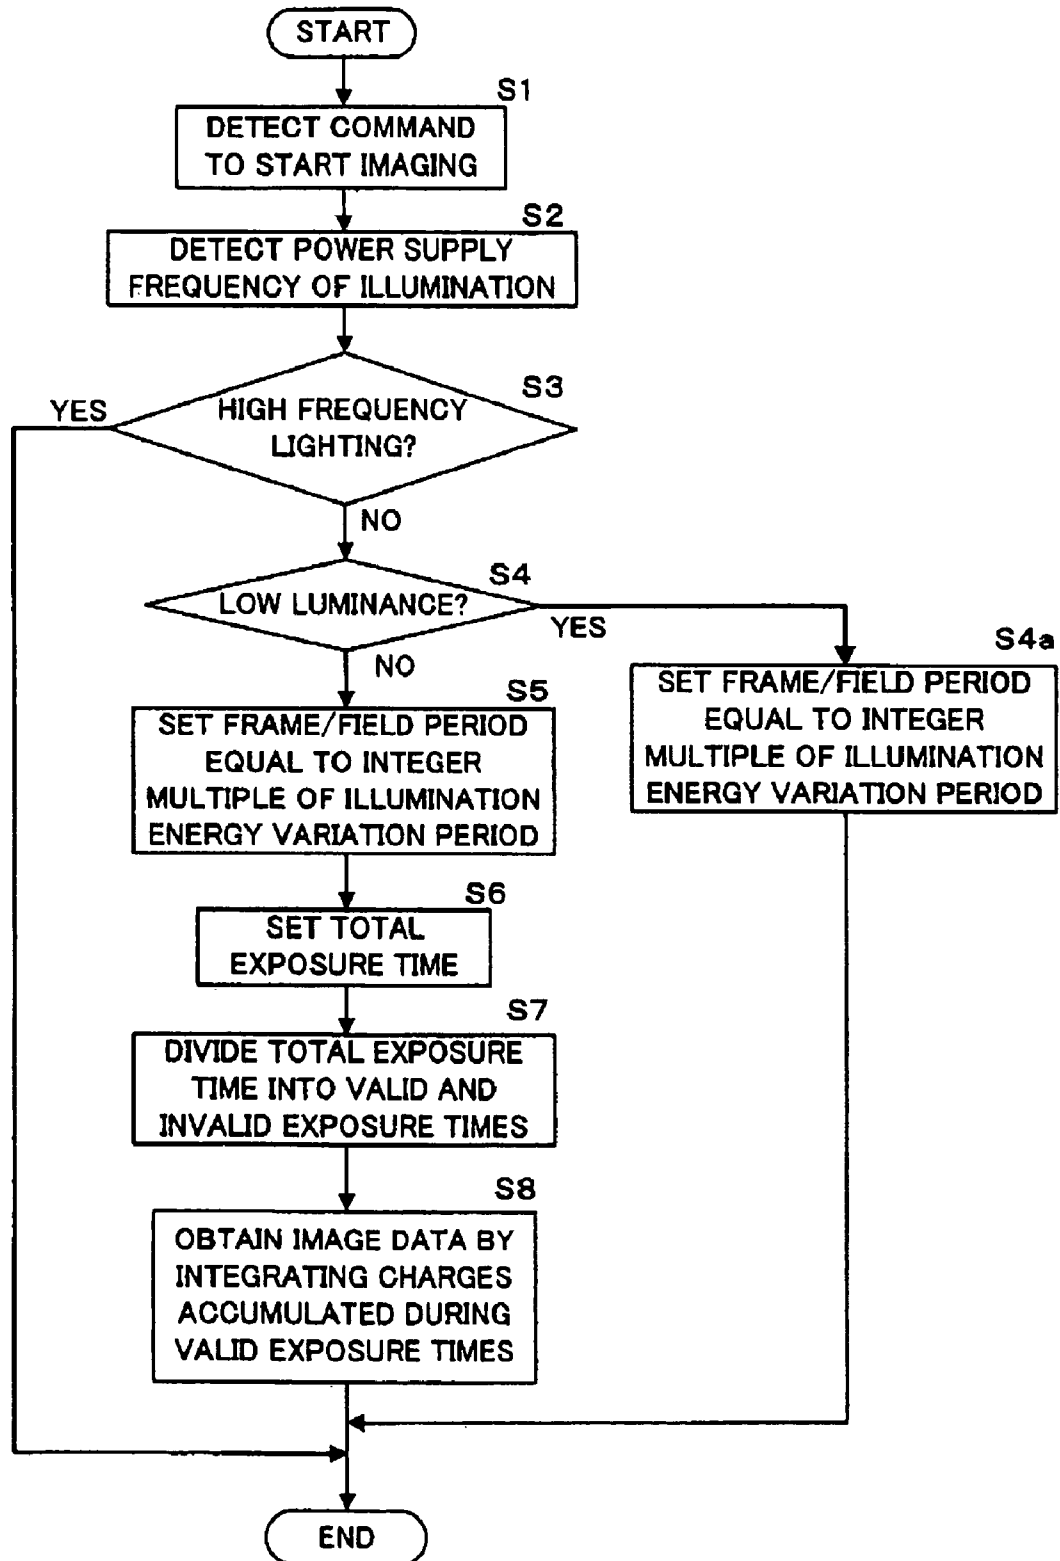 START
S1
DETECT COMMAND
TO START IMAGING
S2
DETECT POWER SUPPLY
FREQUENCY OF ILLUMINATION
S3
YES
HIGH FREQUENCY
LIGHTING?
NO
S4
LOW LUMINANCE?
YES
NO
S4a
SET FRAME/FIELD PERIOD
EQUAL TO INTEGER
MULTIPLE OF ILLUMINATION
ENERGY VARIATION PERIOD
S5
SET FRAME/FIELD PERIOD
EQUAL TO INTEGER
MULTIPLE OF ILLUMINATION
ENERGY VARIATION PERIOD
S6
SET TOTAL
EXPOSURE TIME
S7
DIVIDE TOTAL EXPOSURE
TIME INTO VALID AND
INVALID EXPOSURE TIMES
S8
OBTAIN IMAGE DATA BY
INTEGRATING CHARGES
ACCUMULATED DURING
VALID EXPOSURE TIMES
END